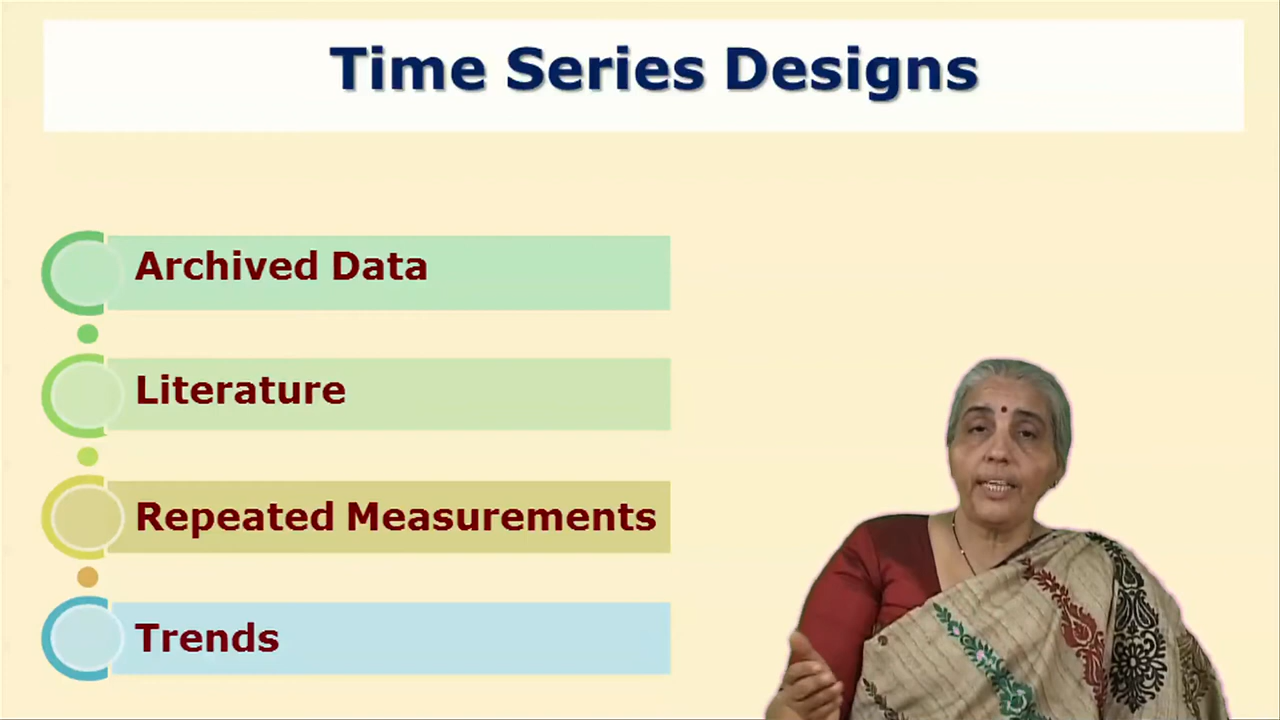 Time Series Designs
Archived Data
Literature
Repeated Measurements
Trends